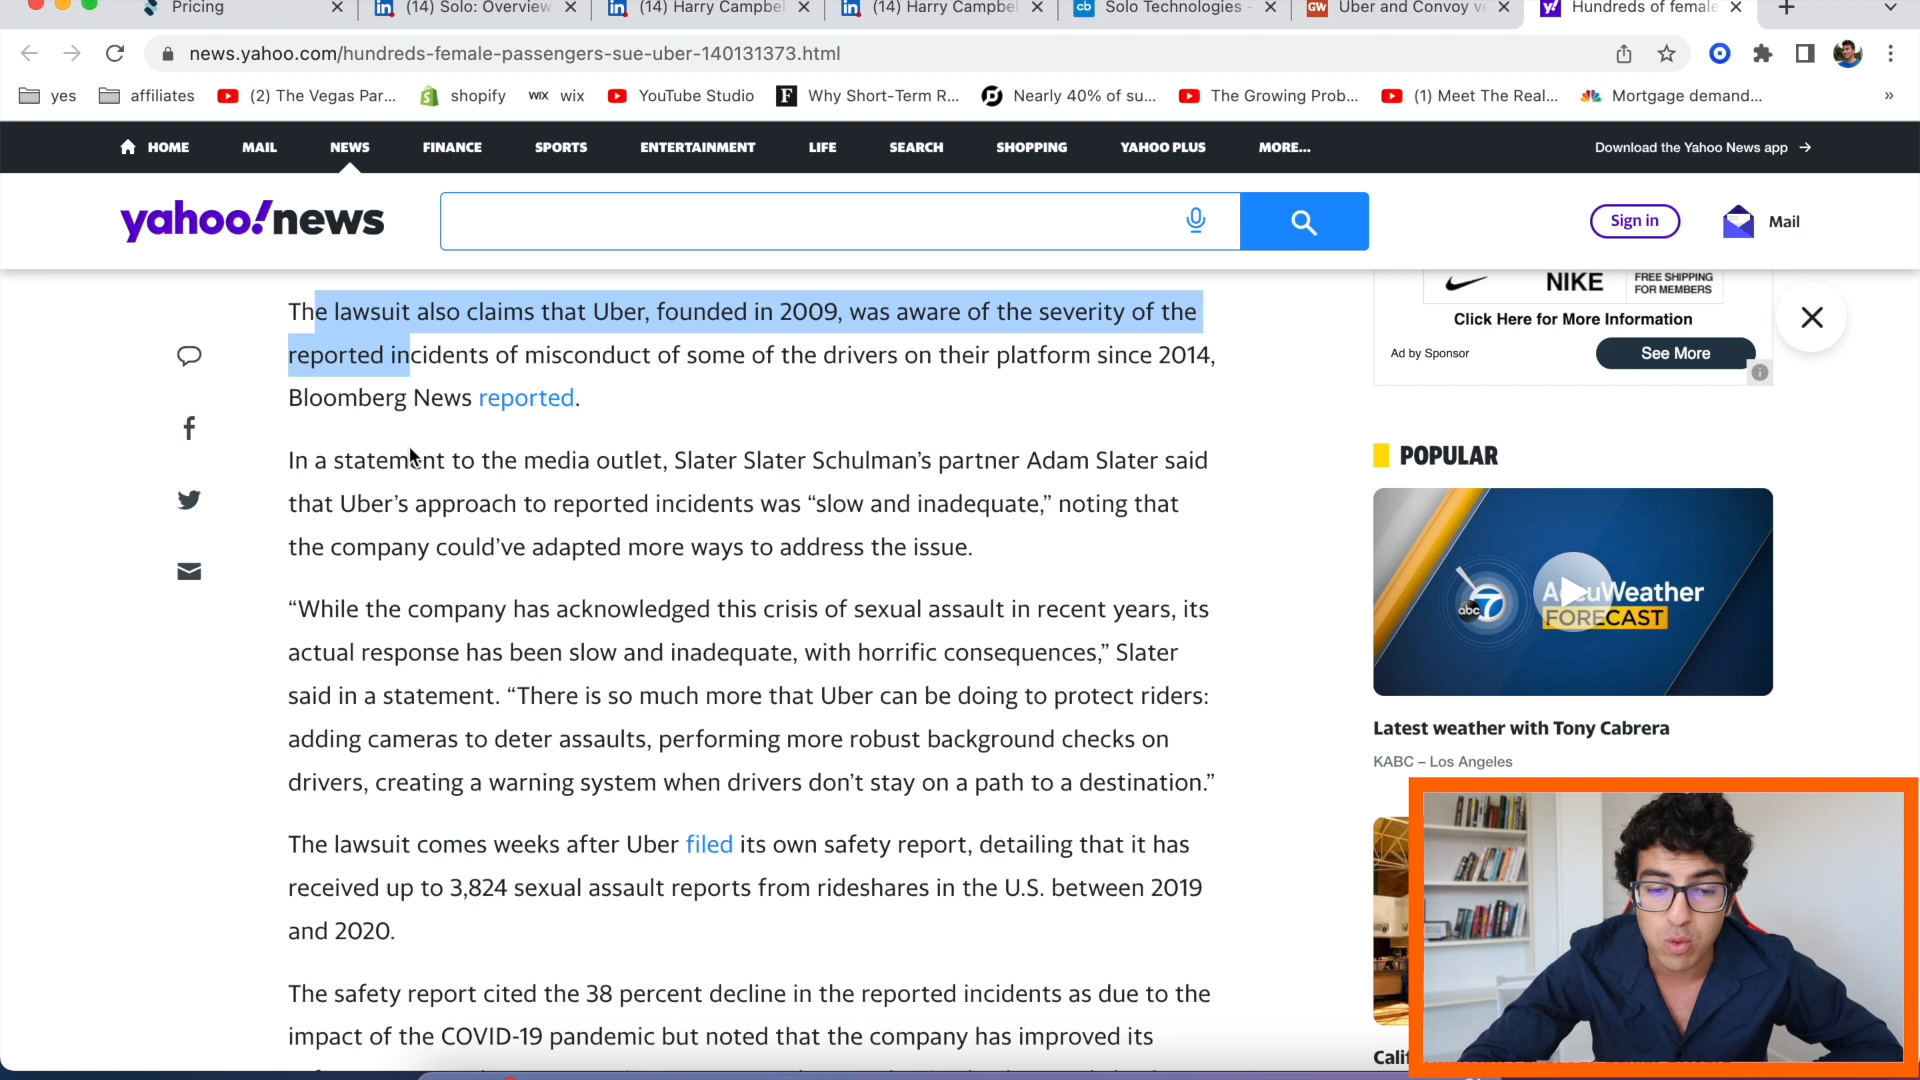 Pricing
(14) Solo: Overview
(14) Harry Campbel
(14) Harry Campbel
Solo Technologies -
Uber and Convoy ve
Hundreds of female
news.yahoo.com/hundreds-female-passengers-sue-uber-140131373.html
yes
affiliates
(2) The Vegas Par...
shopify
wix
YouTube Studio
Why Short-Term R...
Nearly 40% of su...
The Growing Prob...
(1) Meet The Real...
Mortgage demand...
HOME
MAIL
NEWS
FINANCE
SPORTS
ENTERTAINMENT
LIFE
SEARCH
SHOPPING
YAHOO PLUS
MORE...
Download the Yahoo News app
yahoo!news
Sign in
Mail
The lawsuit also claims that Uber, founded in 2009, was aware of the severity of the
reported incidents of misconduct of some of the drivers on their platform since 2014,
Bloomberg News reported.
In a statement to the media outlet, Slater Slater Schulman’s partner Adam Slater said
that Uber’s approach to reported incidents was “slow and inadequate,” noting that
the company could’ve adapted more ways to address the issue.
“While the company has acknowledged this crisis of sexual assault in recent years, its
actual response has been slow and inadequate, with horrific consequences,” Slater
said in a statement. “There is so much more that Uber can be doing to protect riders:
adding cameras to deter assaults, performing more robust background checks on
drivers, creating a warning system when drivers don’t stay on a path to a destination.”
The lawsuit comes weeks after Uber filed its own safety report, detailing that it has
received up to 3,824 sexual assault reports from rideshares in the U.S. between 2019
and 2020.
The safety report cited the 38 percent decline in the reported incidents as due to the
impact of the COVID-19 pandemic but noted that the company has improved its
NIKE
FREE SHIPPING
FOR MEMBERS
Click Here for More Information
Ad by Sponsor
See More
POPULAR
abc 7
AccuWeather
FORECAST
Latest weather with Tony Cabrera
KABC – Los Angeles
Calif